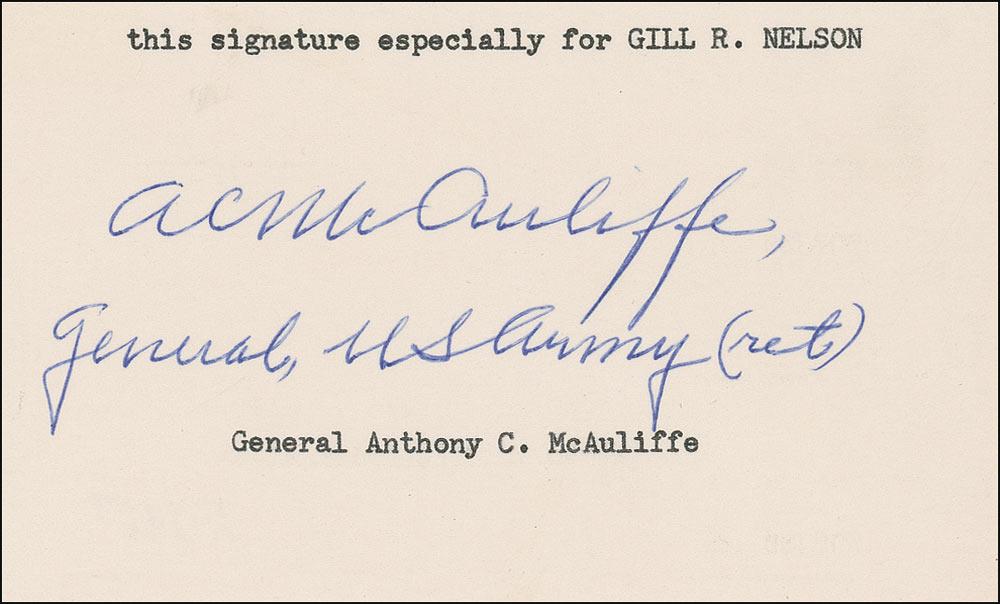 this signature especially for GILL R. NELSON
ACMcAuliffe,
General, US Army (ret)
General Anthony C. McAuliffe